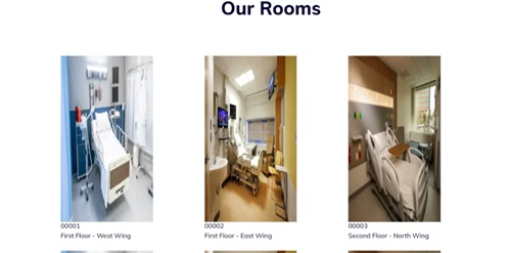 Our Rooms
00001
First Floor - West Wing
00002
First Floor - East Wing
00003
Second Floor - North Wing